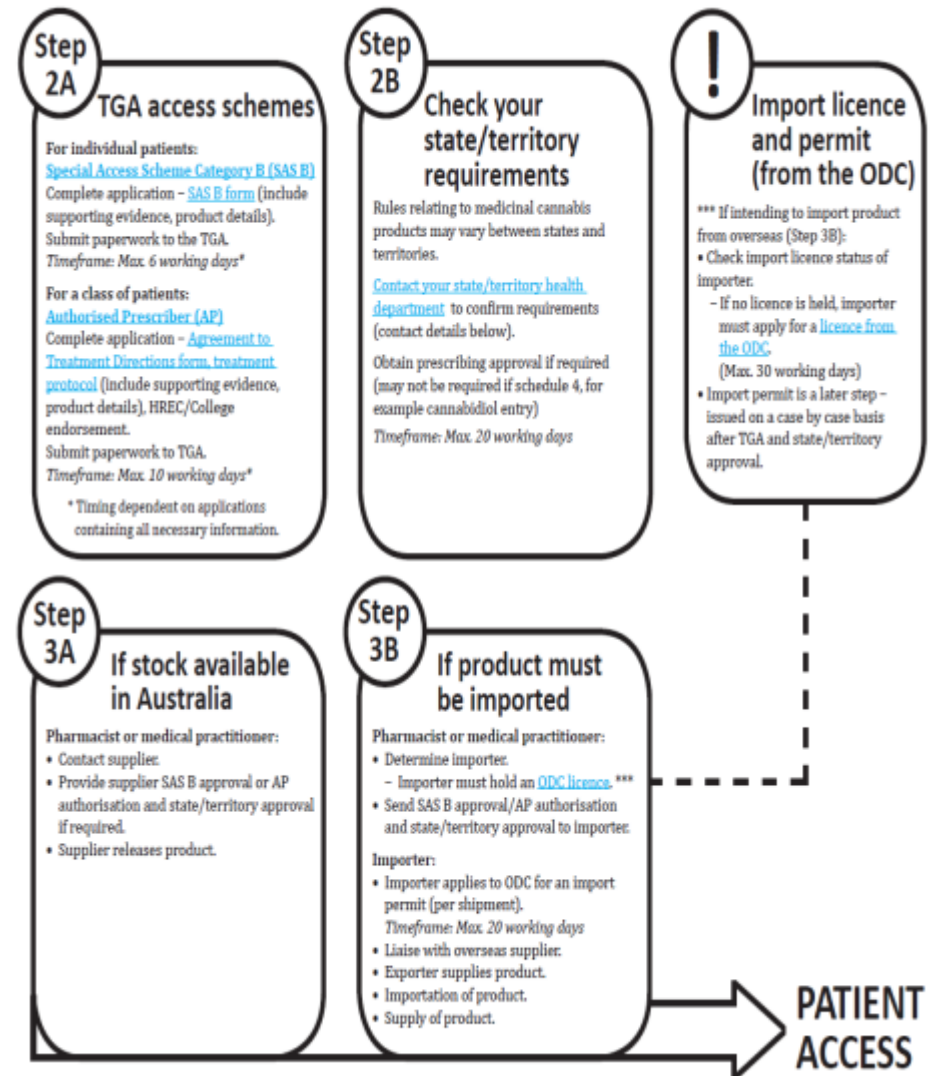 Step
2A
TGA access schemes
For individual patients:
Special Access Scheme Category B (SAS B)
Complete application – SAS B form (include
supporting evidence, product details).
Submit paperwork to the TGA.
Timeframe: Max. 6 working days*
For a class of patients:
Authorised Prescriber (AP)
Complete application – Agreement to
Treatment Directions form, treatment
protocol (include supporting evidence,
product details), HREC/College
endorsement.
Submit paperwork to TGA.
Timeframe: Max. 10 working days*
* Timing dependent on applications
containing all necessary information.
Step
2B
Check your
state/territory
requirements
Rules relating to medicinal cannabis
products may vary between states and
territories.
Contact your state/territory health
department to confirm requirements
(contact details below).
Obtain prescribing approval if required
(may not be required if schedule 4, for
example cannabidiol entry)
Timeframe: Max. 20 working days
!
Import licence
and permit
(from the ODC)
*** If intending to import product
from overseas (Step 3B):
• Check import licence status of
importer.
– If no licence is held, importer
must apply for a licence from
the ODC.
(Max. 30 working days)
• Import permit is a later step –
issued on a case by case basis
after TGA and state/territory
approval.
Step
3A
If stock available
in Australia
Pharmacist or medical practitioner:
• Contact supplier.
• Provide supplier SAS B approval or AP
authorisation and state/territory approval
if required.
• Supplier releases product.
Step
3B
If product must
be imported
Pharmacist or medical practitioner:
• Determine importer.
– Importer must hold an ODC licence. ***
• Send SAS B approval/AP authorisation
and state/territory approval to importer.
Importer:
• Importer applies to ODC for an import
permit (per shipment).
Timeframe: Max. 20 working days
• Liaise with overseas supplier.
• Exporter supplies product.
• Importation of product.
• Supply of product.
PATIENT
ACCESS